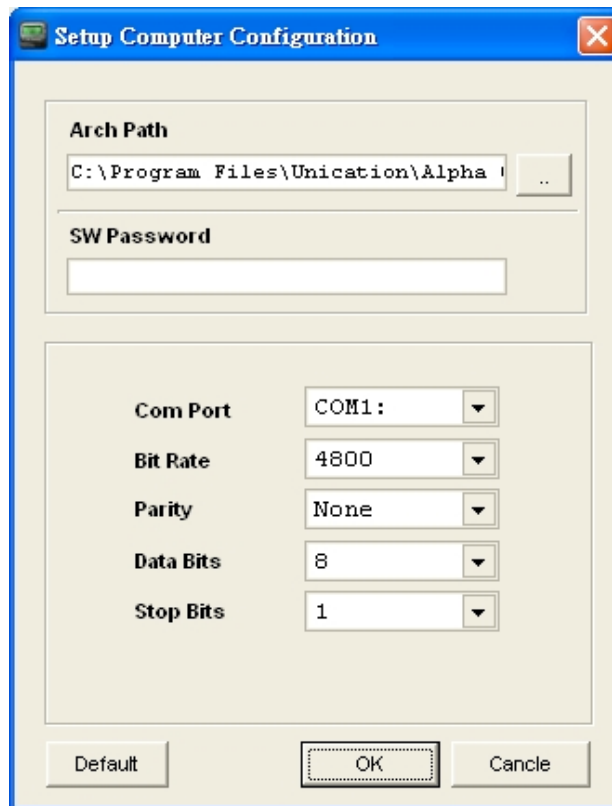 Setup Computer Configuration
Arch Path
C:\Program Files\Unication\Alpha
..
SW Password
Com Port COM1:
Bit Rate 4800
Parity None
Data Bits 8
Stop Bits 1
Default OK Cancle